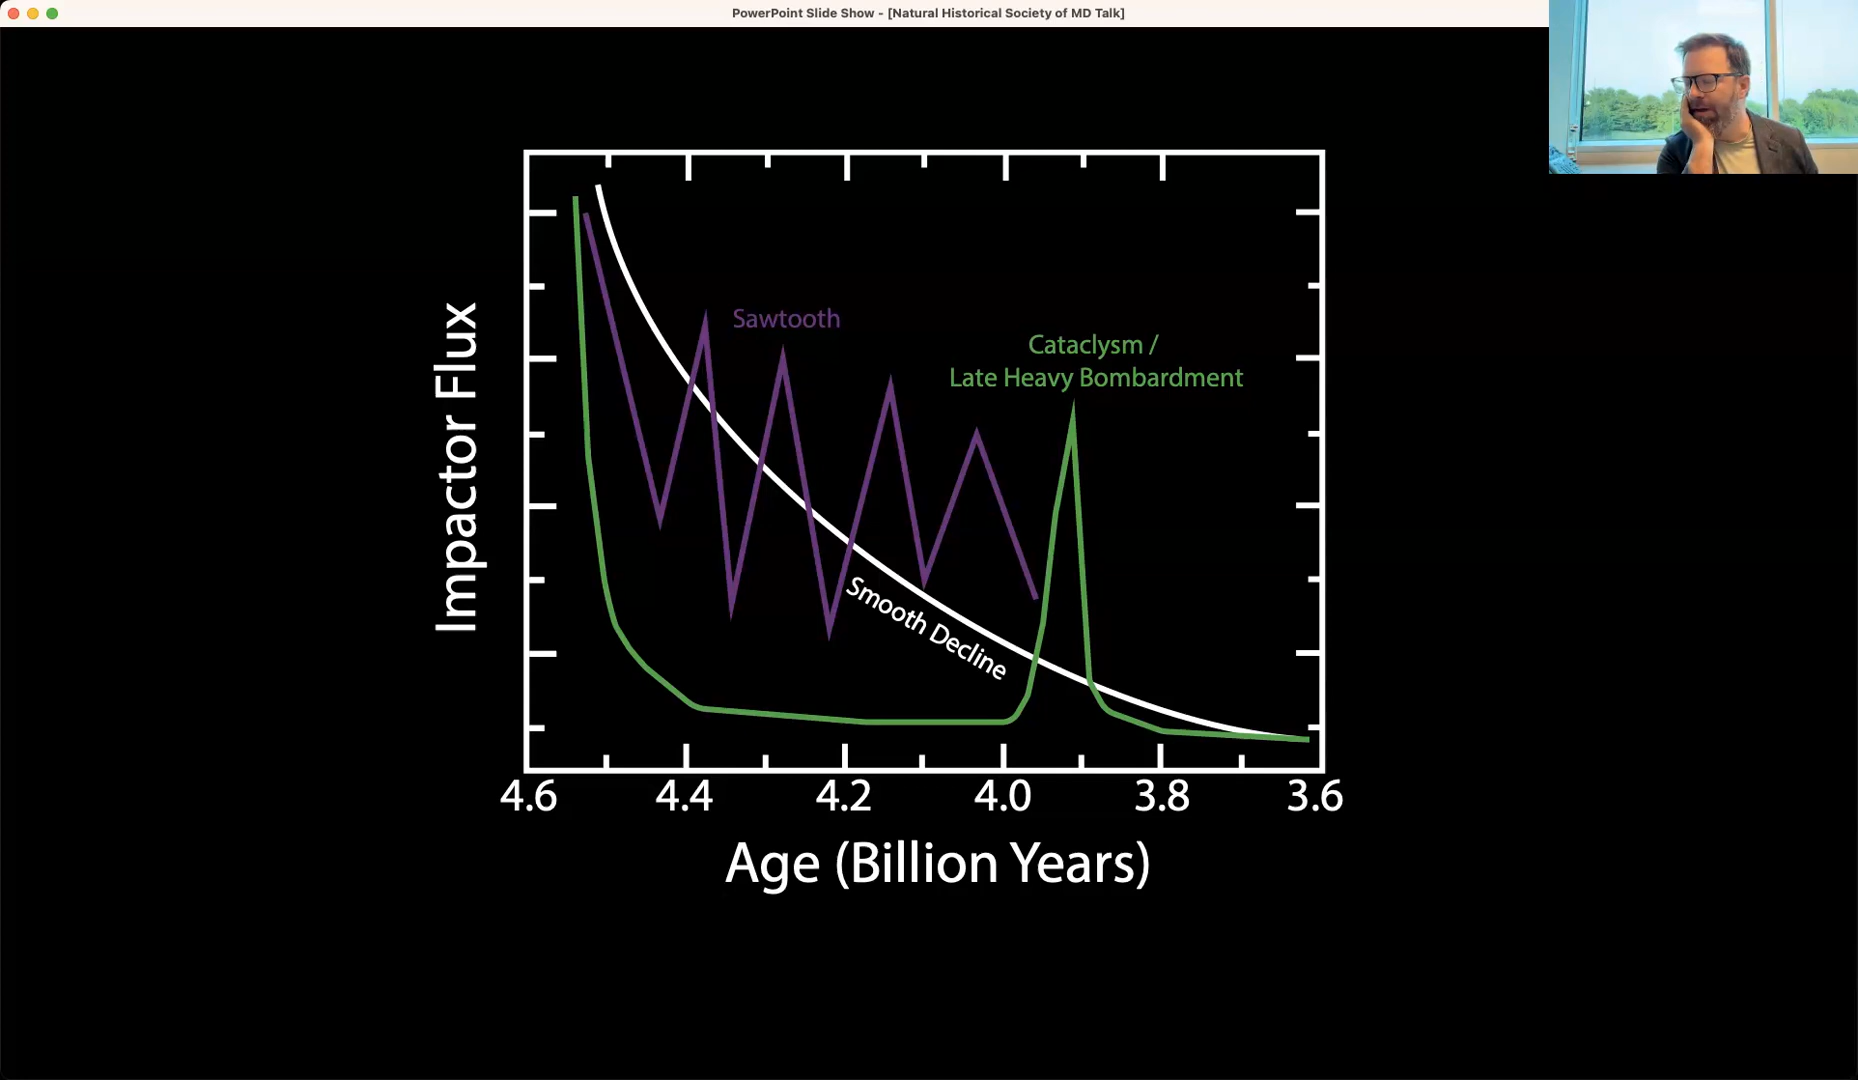 PowerPoint Slide Show - [Natural Historical Society of MD Talk]
Impactor Flux
Sawtooth
Cataclysm /
Late Heavy Bombardment
Smooth Decline
4.6 4.4 4.2 4.0 3.8 3.6
Age (Billion Years)